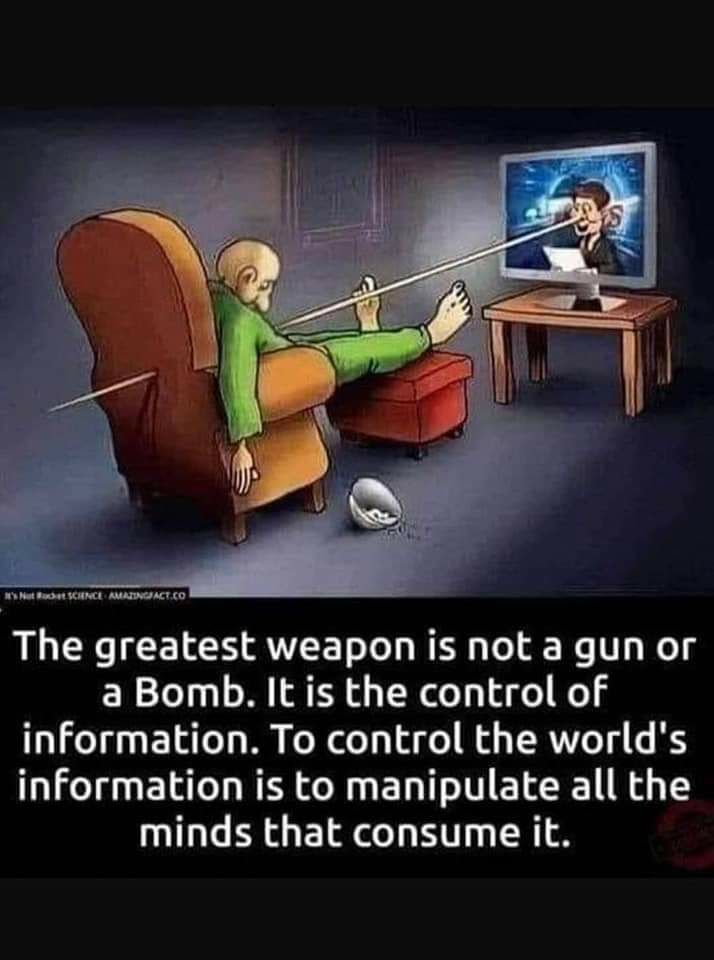 It's Not Rocket SCIENCE - AMAZINGFACT.CO
The greatest weapon is not a gun or
a Bomb. It is the control of
information. To control the world's
information is to manipulate all the
minds that consume it.